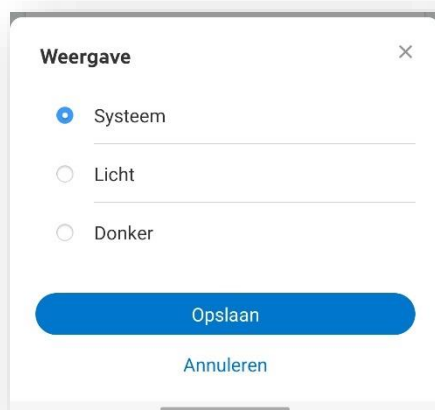 Weergave
Systeem
Licht
Donker
Opslaan
Annuleren